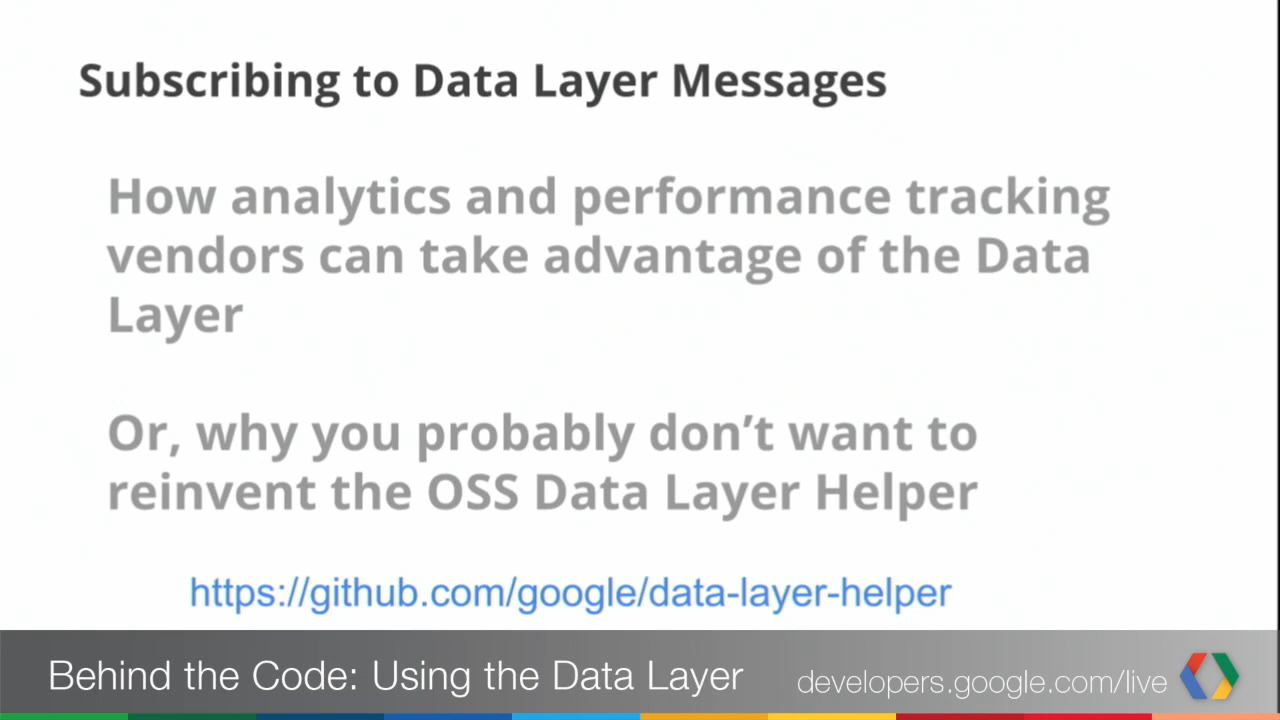 Subscribing to Data Layer Messages
How analytics and performance tracking
vendors can take advantage of the Data
Layer
Or, why you probably don’t want to
reinvent the OSS Data Layer Helper
https://github.com/google/data-layer-helper
Behind the Code: Using the Data Layer
developers.google.com/live